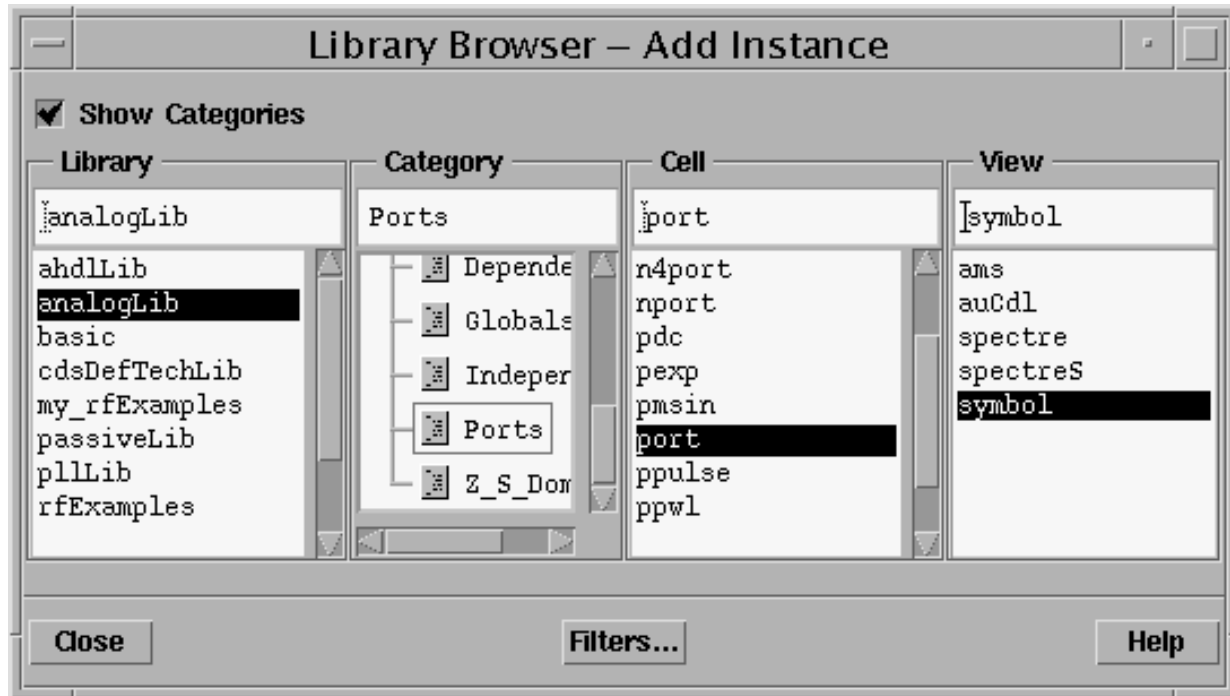 Library Browser – Add Instance
Show Categories
Library
analogLib
ahdlLib
analogLib
basic
cdsDefTechLib
my_rfExamples
passiveLib
pllLib
rfExamples
Category
Ports
Depende
Globals
Indeper
Ports
Z_S_Dom
Cell
port
n4port
nport
pdc
pexp
pmsin
port
ppulse
ppwl
View
symbol
ams
auCdl
spectre
spectreS
symbol
Close
Filters...
Help